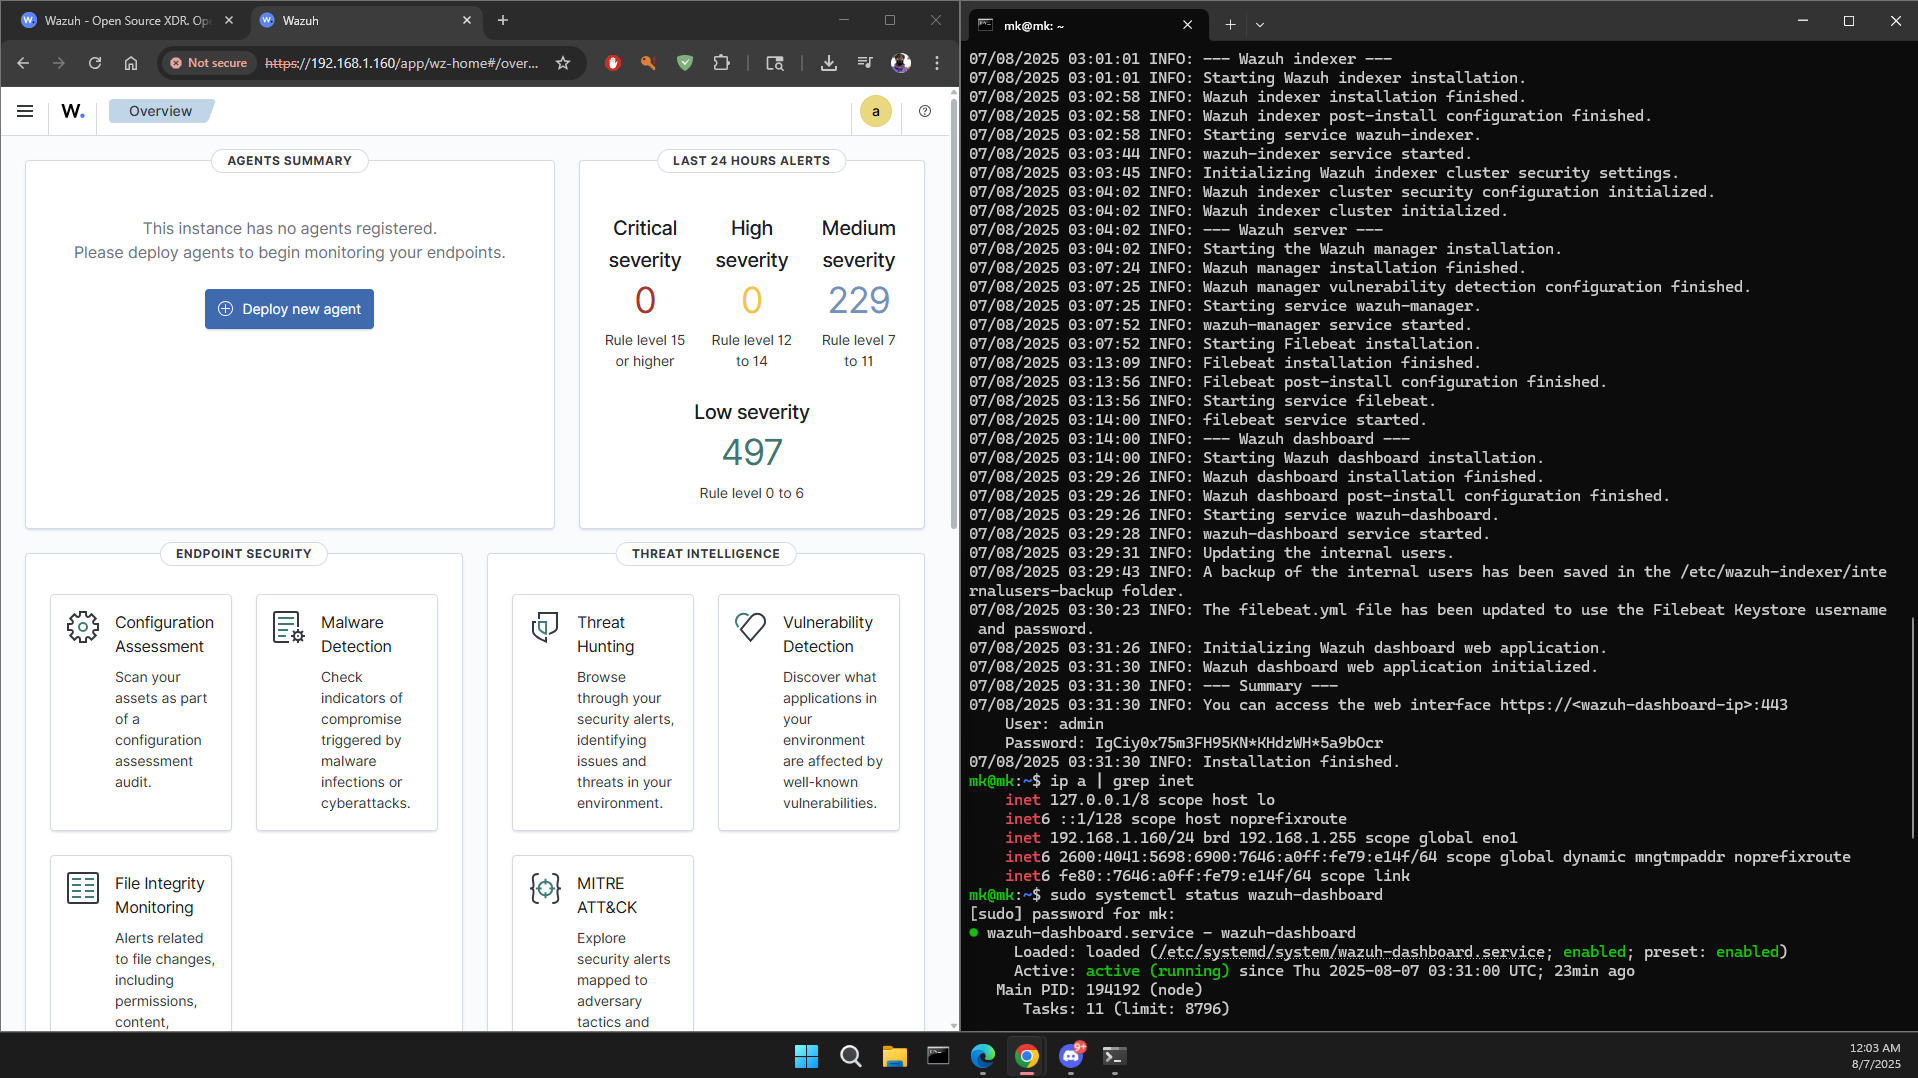 Wazuh - Open Source XDR. Op
Wazuh
Not secure
https://192.168.1.160/app/wz-home#/over...
W.
Overview
a
AGENTS SUMMARY
This instance has no agents registered.
Please deploy agents to begin monitoring your endpoints.
Deploy new agent
LAST 24 HOURS ALERTS
Critical severity
0
Rule level 15 or higher
High severity
0
Rule level 12 to 14
Medium severity
229
Rule level 7 to 11
Low severity
497
Rule level 0 to 6
ENDPOINT SECURITY
Configuration
Assessment
Scan your
assets as part
of a
configuration
assessment
audit.
Malware
Detection
Check
indicators of
compromise
triggered by
malware
infections or
cyberattacks.
File Integrity
Monitoring
Alerts related
to file changes,
including
permissions,
content,
THREAT INTELLIGENCE
Threat
Hunting
Browse
through your
security alerts,
identifying
issues and
threats in your
environment.
Vulnerability
Detection
Discover what
applications in
your
environment
are affected by
well-known
vulnerabilities.
MITRE
ATT&CK
Explore
security alerts
mapped to
adversary
tactics and
mk@mk: ~
07/08/2025 03:01:01 INFO: --- Wazuh indexer ---
07/08/2025 03:01:01 INFO: Starting Wazuh indexer installation.
07/08/2025 03:02:58 INFO: Wazuh indexer installation finished.
07/08/2025 03:02:58 INFO: Wazuh indexer post-install configuration finished.
07/08/2025 03:02:58 INFO: Starting service wazuh-indexer.
07/08/2025 03:03:44 INFO: wazuh-indexer service started.
07/08/2025 03:03:45 INFO: Initializing Wazuh indexer cluster security settings.
07/08/2025 03:04:02 INFO: Wazuh indexer cluster security configuration initialized.
07/08/2025 03:04:02 INFO: Wazuh indexer cluster initialized.
07/08/2025 03:04:02 INFO: --- Wazuh server ---
07/08/2025 03:04:02 INFO: Starting the Wazuh manager installation.
07/08/2025 03:07:24 INFO: Wazuh manager installation finished.
07/08/2025 03:07:25 INFO: Wazuh manager vulnerability detection configuration finished.
07/08/2025 03:07:25 INFO: Starting service wazuh-manager.
07/08/2025 03:07:52 INFO: wazuh-manager service started.
07/08/2025 03:07:52 INFO: Starting Filebeat installation.
07/08/2025 03:13:09 INFO: Filebeat installation finished.
07/08/2025 03:13:56 INFO: Filebeat post-install configuration finished.
07/08/2025 03:13:56 INFO: Starting service filebeat.
07/08/2025 03:14:00 INFO: filebeat service started.
07/08/2025 03:14:00 INFO: --- Wazuh dashboard ---
07/08/2025 03:14:00 INFO: Starting Wazuh dashboard installation.
07/08/2025 03:29:26 INFO: Wazuh dashboard installation finished.
07/08/2025 03:29:26 INFO: Wazuh dashboard post-install configuration finished.
07/08/2025 03:29:26 INFO: Starting service wazuh-dashboard.
07/08/2025 03:29:28 INFO: wazuh-dashboard service started.
07/08/2025 03:29:31 INFO: Updating the internal users.
07/08/2025 03:29:43 INFO: A backup of the internal users has been saved in the /etc/wazuh-indexer/inte
rnalusers-backup folder.
07/08/2025 03:30:23 INFO: The filebeat.yml file has been updated to use the Filebeat Keystore username
and password.
07/08/2025 03:31:26 INFO: Initializing Wazuh dashboard web application.
07/08/2025 03:31:30 INFO: Wazuh dashboard web application initialized.
07/08/2025 03:31:30 INFO: --- Summary ---
07/08/2025 03:31:30 INFO: You can access the web interface https://<wazuh-dashboard-ip>:443
User: admin
Password: IgCiy0x75m3FH95KN*KHdzWH*5a9bOcr
07/08/2025 03:31:30 INFO: Installation finished.
mk@mk:~$ ip a | grep inet
inet 127.0.0.1/8 scope host lo
inet6 ::1/128 scope host noprefixroute
inet 192.168.1.160/24 brd 192.168.1.255 scope global eno1
inet6 2600:4041:5698:6900:7646:a0ff:fe79:e14f/64 scope global dynamic mngtmpaddr noprefixroute
inet6 fe80::7646:a0ff:fe79:e14f/64 scope link
mk@mk:~$ sudo systemctl status wazuh-dashboard
[sudo] password for mk:
● wazuh-dashboard.service - wazuh-dashboard
Loaded: loaded (/etc/systemd/system/wazuh-dashboard.service; enabled; preset: enabled)
Active: active (running) since Thu 2025-08-07 03:31:00 UTC; 23min ago
Main PID: 194192 (node)
Tasks: 11 (limit: 8796)
9+
12:03 AM
8/7/2025